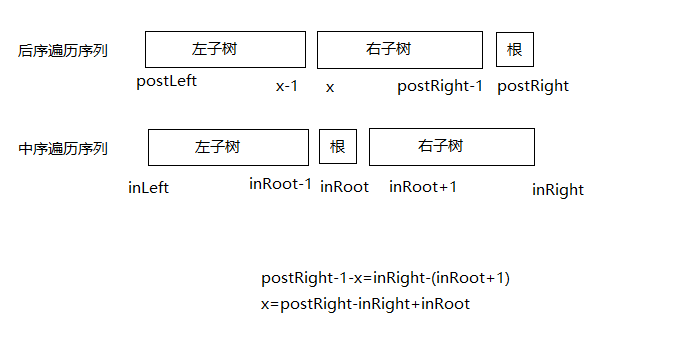 后序遍历序列 左子树 右子树 根
postLeft x-1 x postRight-1 postRight
中序遍历序列 左子树 根 右子树
inLeft inRoot-1 inRoot inRoot+1 inRight
postRight-1-x=inRight-(inRoot+1)
x=postRight-inRight+inRoot